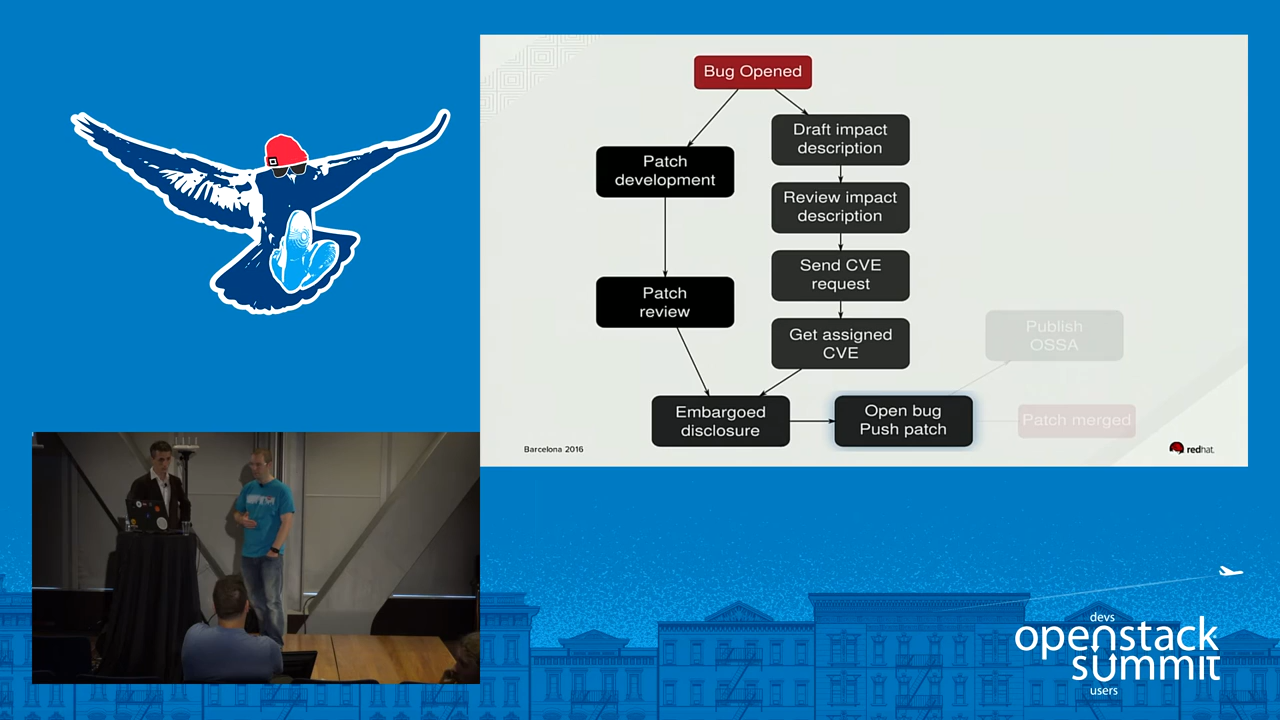 Bug Opened
Draft impact
description
Patch
development
Review impact
description
Send CVE
request
Patch
review
Get assigned
CVE
Publish
OSSA
Embargoed
disclosure
Open bug
Push patch
Patch merged
Barcelona 2016
redhat.
devs
openstack
summit
users